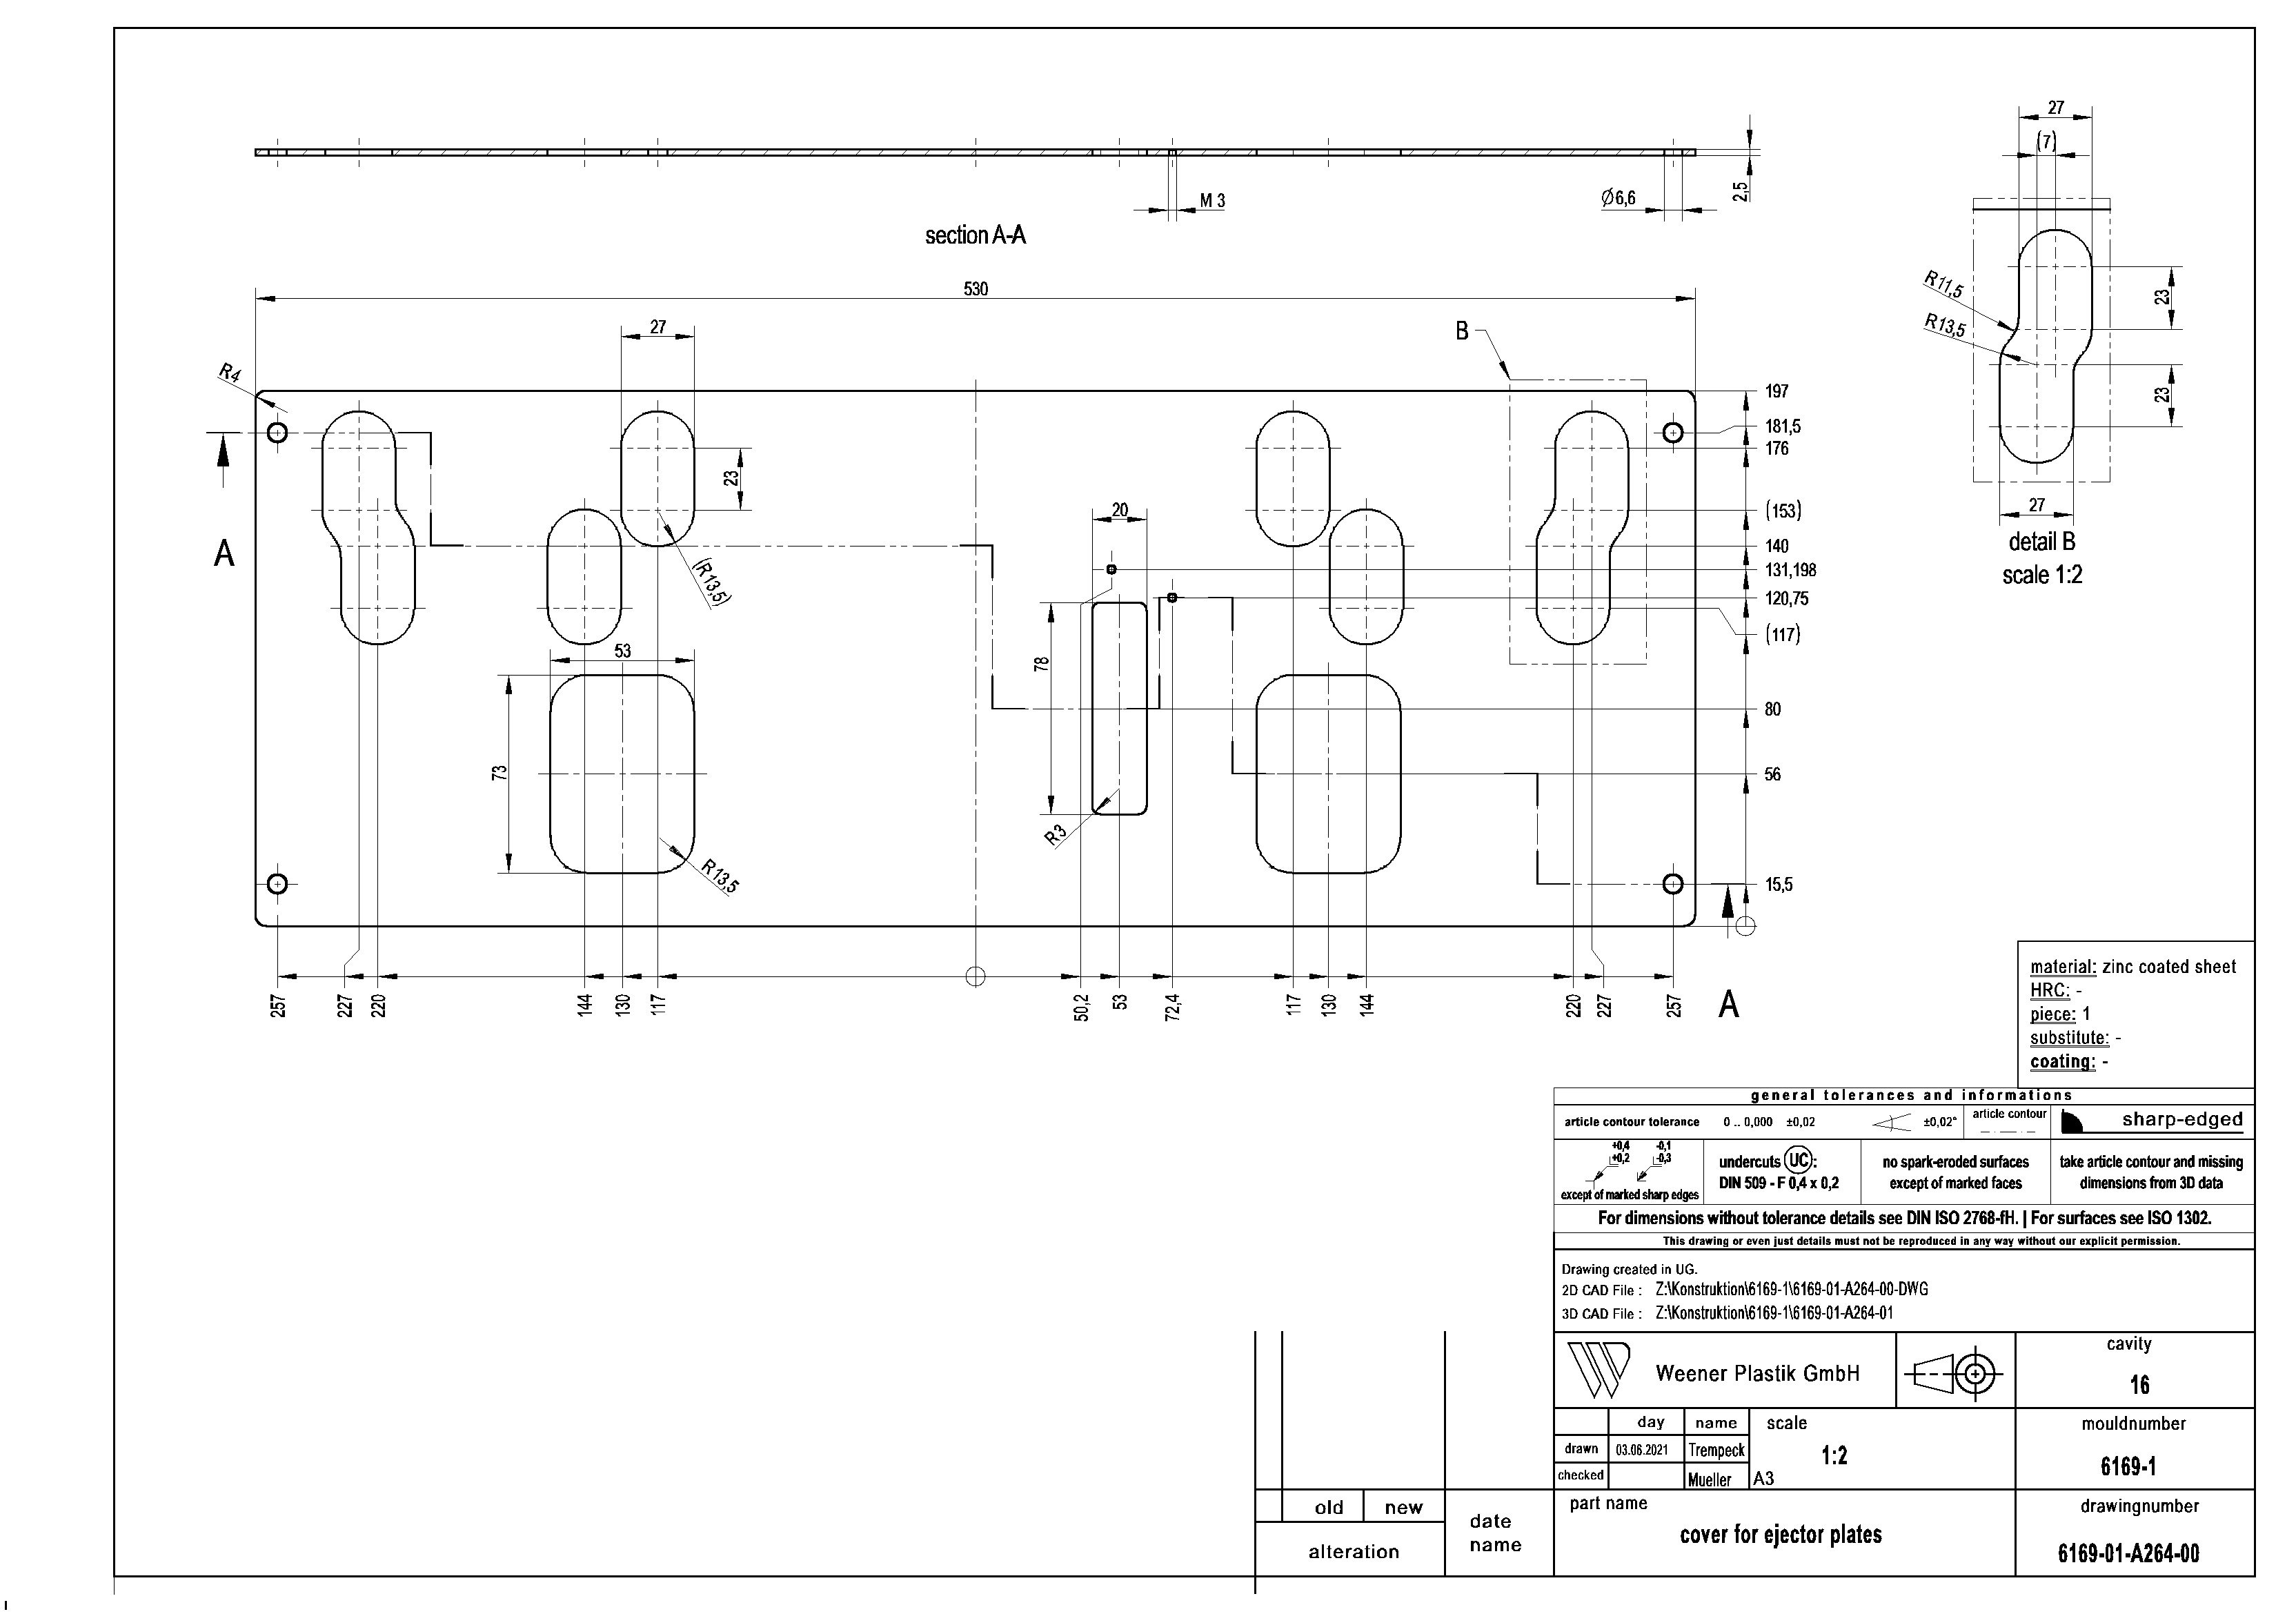 27
(7)
M 3
Ø6,6
2,5
section A-A
530
27
B
R4
R11,5
R13,5
23
23
197
181,5
176
23
(153)
20
27
A
140
detail B
131,198
scale 1:2
(R13,5)
120,75
(117)
53
78
80
73
56
R3
R13,5
15,5
257
227
220
144
130
117
50,2
53
72,4
117
130
144
220
227
257
A
material: zinc coated sheet
HRC: -
piece: 1
substitute: -
coating: -
general tolerances and informations
article contour tolerance 0 .. 0,000 ±0,02 ±0,02° article contour sharp-edged
+0,4 -0,1
+0,2 -0,3
except of marked sharp edges
undercuts UC:
DIN 509 - F 0,4 x 0,2
no spark-eroded surfaces
except of marked faces
take article contour and missing
dimensions from 3D data
For dimensions without tolerance details see DIN ISO 2768-fH. | For surfaces see ISO 1302.
This drawing or even just details must not be reproduced in any way without our explicit permission.
Drawing created in UG.
2D CAD File : Z:\Konstruktion\6169-1\6169-01-A264-00-DWG
3D CAD File : Z:\Konstruktion\6169-1\6169-01-A264-01
Weener Plastik GmbH
cavity
16
day name scale
mouldnumber
drawn 03.06.2021 Trempeck
1:2
6169-1
checked Mueller A3
part name
drawingnumber
cover for ejector plates
6169-01-A264-00
old new
date
name
alteration